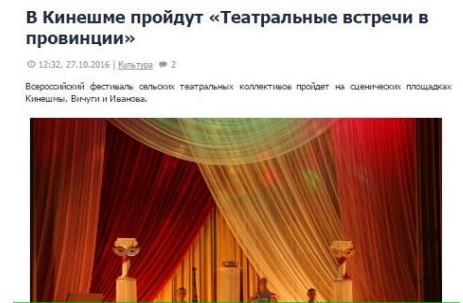 В Кинешме пройдут «Театральные встречи в
провинции»
12:32, 27.10.2016 | Культура 2
Всероссийский фестиваль сельских театральных коллективов пройдет на сценических площадках
Кинешмы, Вичуги и Иванова.